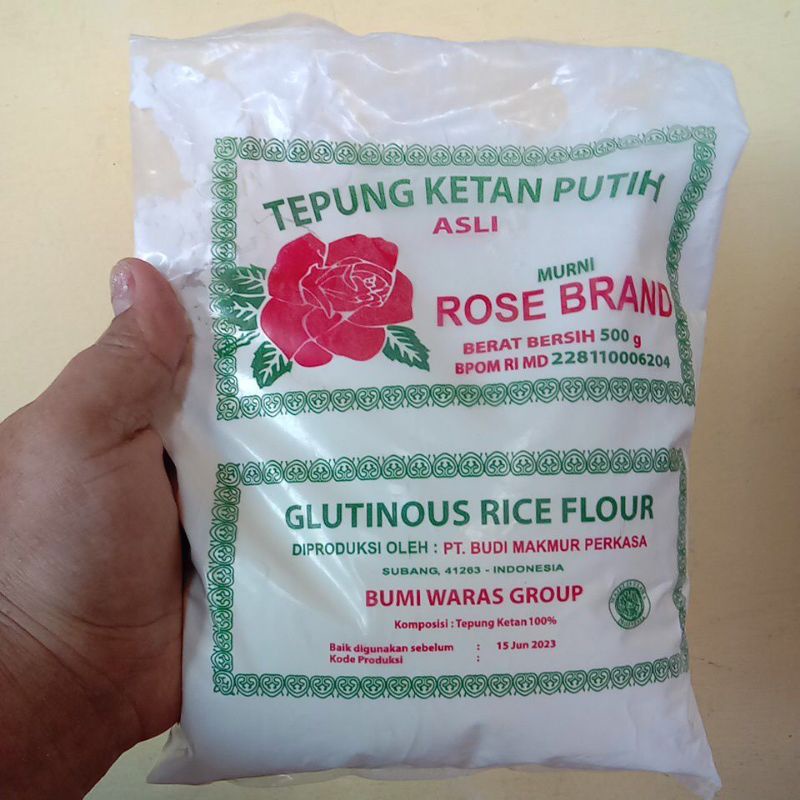 TEPUNG KETAN PUTIH
ASLI
MURNI
ROSE BRAND
BERAT BERSIH 500 g
BPOM RI MD 228110006204
GLUTINOUS RICE FLOUR
DIPRODUKSI OLEH : PT. BUDI MAKMUR PERKASA
SUBANG, 41263 - INDONESIA
BUMI WARAS GROUP
Komposisi : Tepung Ketan 100%
Baik digunakan sebelum : 15 Jun 2023
Kode Produksi :